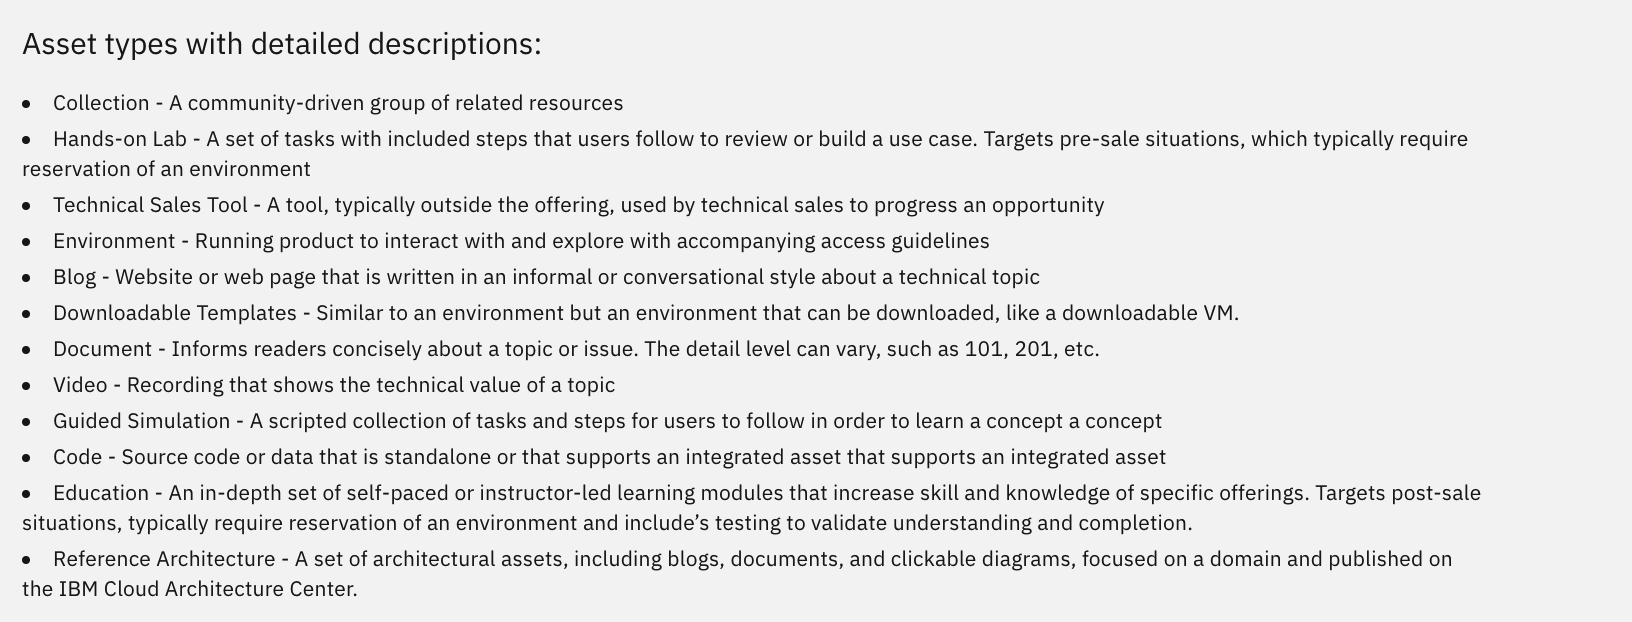 Asset types with detailed descriptions:
• Collection - A community-driven group of related resources
• Hands-on Lab - A set of tasks with included steps that users follow to review or build a use case. Targets pre-sale situations, which typically require
reservation of an environment
• Technical Sales Tool - A tool, typically outside the offering, used by technical sales to progress an opportunity
• Environment - Running product to interact with and explore with accompanying access guidelines
• Blog - Website or web page that is written in an informal or conversational style about a technical topic
• Downloadable Templates - Similar to an environment but an environment that can be downloaded, like a downloadable VM.
• Document - Informs readers concisely about a topic or issue. The detail level can vary, such as 101, 201, etc.
• Video - Recording that shows the technical value of a topic
• Guided Simulation - A scripted collection of tasks and steps for users to follow in order to learn a concept a concept
• Code - Source code or data that is standalone or that supports an integrated asset that supports an integrated asset
• Education - An in-depth set of self-paced or instructor-led learning modules that increase skill and knowledge of specific offerings. Targets post-sale
situations, typically require reservation of an environment and include’s testing to validate understanding and completion.
• Reference Architecture - A set of architectural assets, including blogs, documents, and clickable diagrams, focused on a domain and published on
the IBM Cloud Architecture Center.